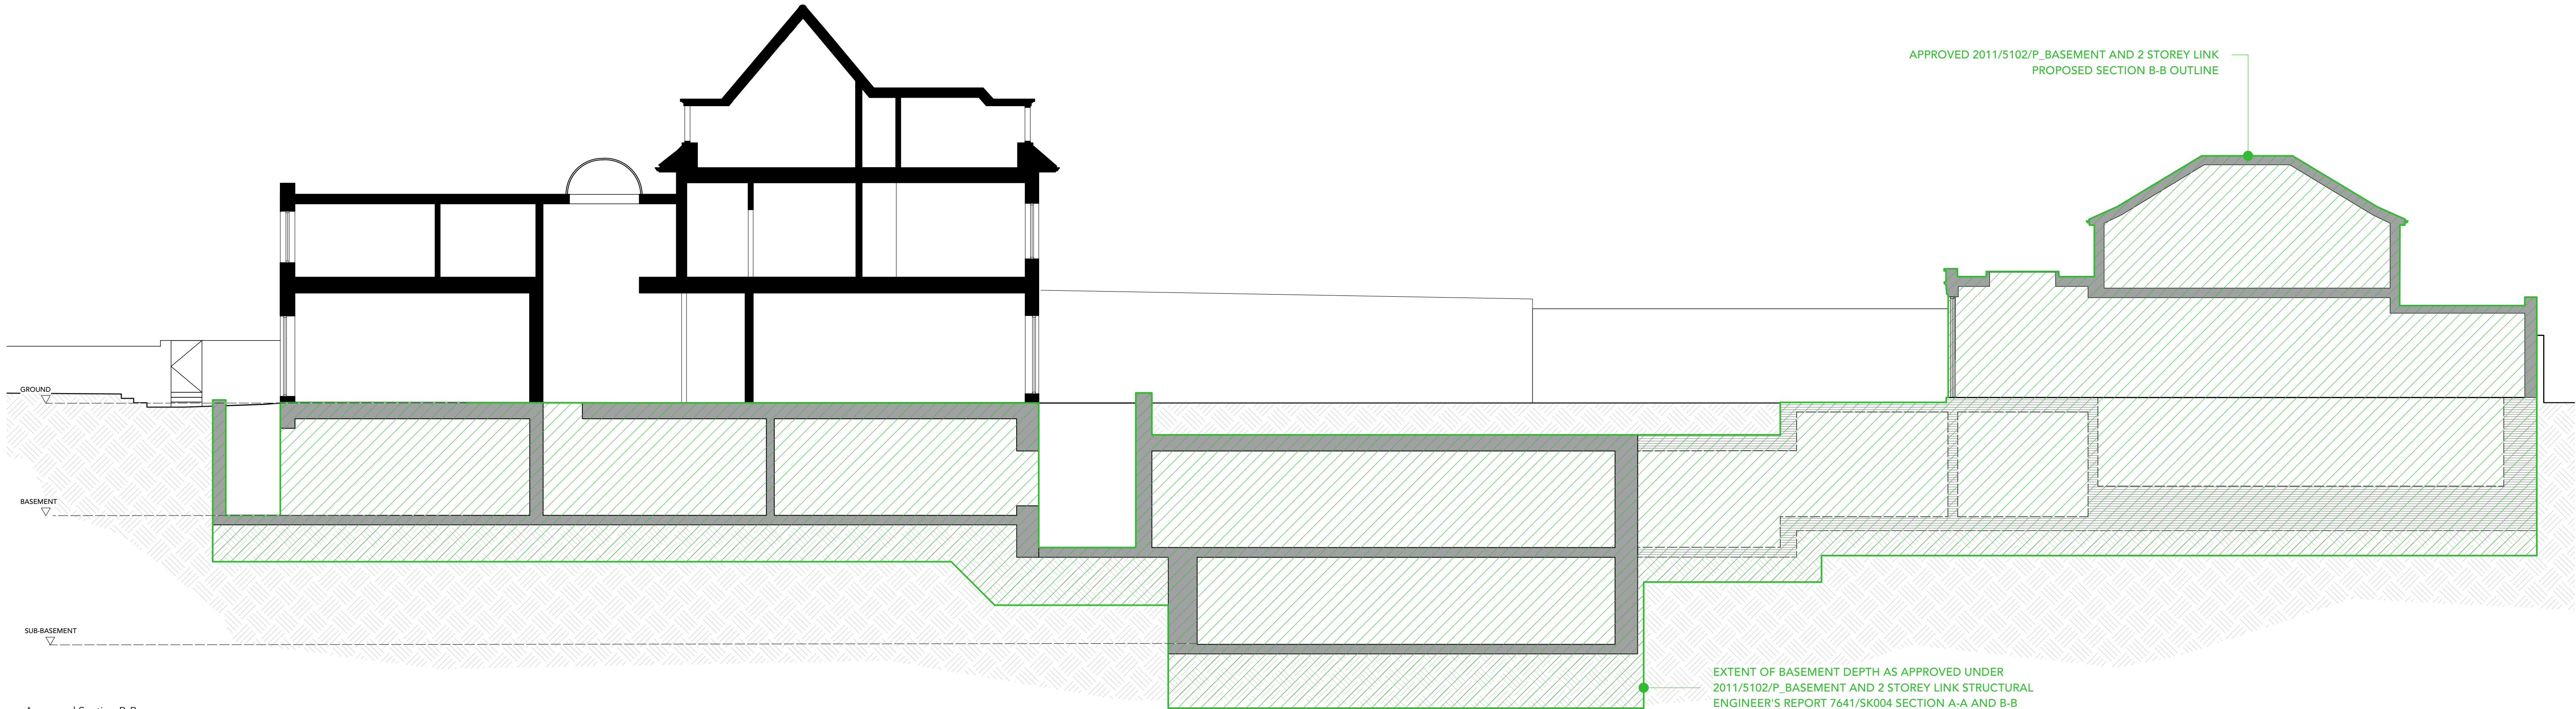 APPROVED 2011/5102/P_BASEMENT AND 2 STOREY LINK
PROPOSED SECTION B-B OUTLINE
GROUND
BASEMENT
SUB-BASEMENT
EXTENT OF BASEMENT DEPTH AS APPROVED UNDER
2011/5102/P_BASEMENT AND 2 STOREY LINK STRUCTURAL
ENGINEER'S REPORT 7641/SK004 SECTION A-A AND B-B